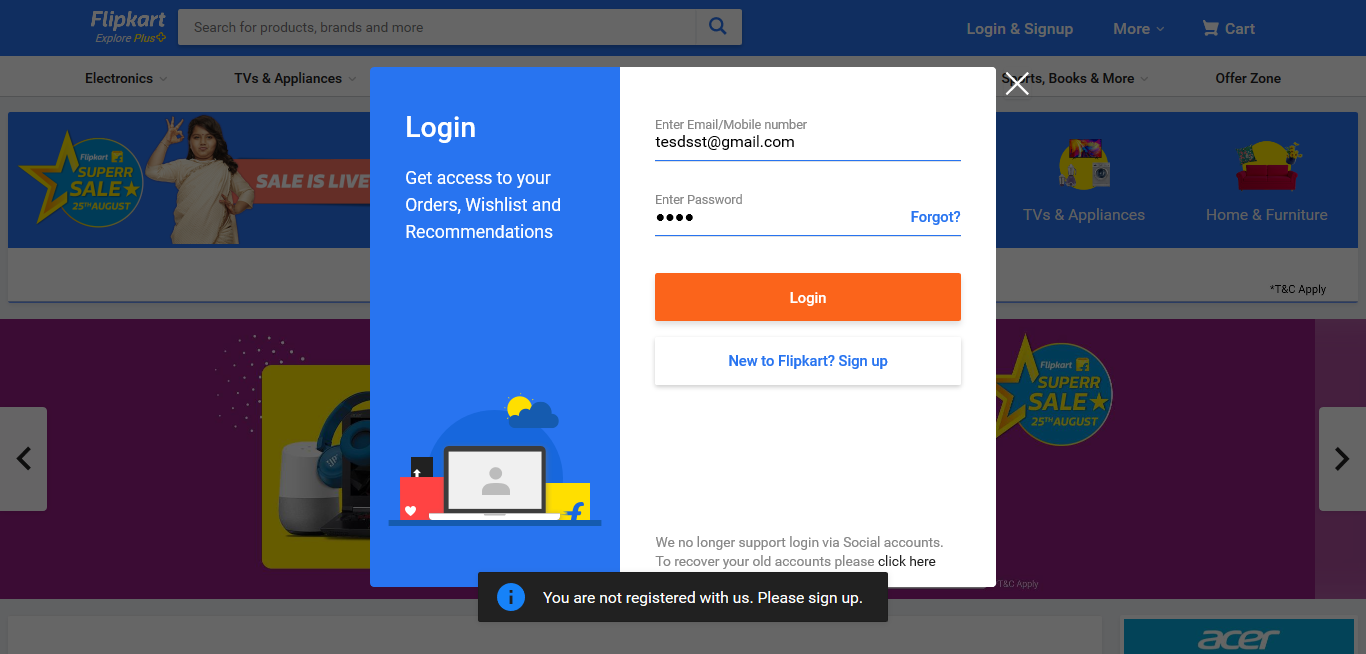 Flipkart
Explore Plus
Search for products, brands and more
Login & Signup
More
Cart
Electronics
TVs & Appliances
Sports, Books & More
Offer Zone
Login
Get access to your
Orders, Wishlist and
Recommendations
Enter Email/Mobile number
tesdsst@gmail.com
Enter Password
Forgot?
Login
New to Flipkart? Sign up
We no longer support login via Social accounts.
To recover your old accounts please click here
You are not registered with us. Please sign up.
Flipkart
SUPERR
SALE
25TH AUGUST
SALE IS LIVE
TVs & Appliances
Home & Furniture
*T&C Apply
Flipkart
SUPERR
SALE
25TH AUGUST
T&C Apply
acer